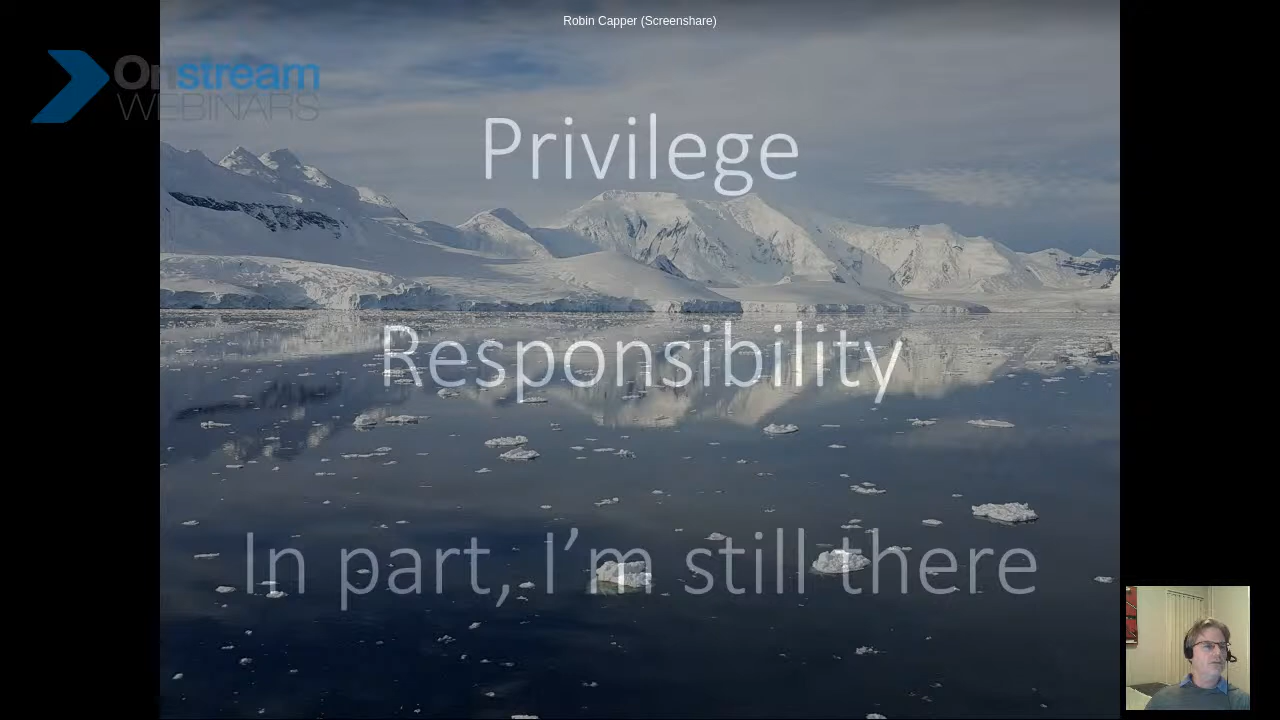 Robin Capper (Screenshare)
Onstream
WEBINARS
Privilege
Responsibility
In part, I'm still there